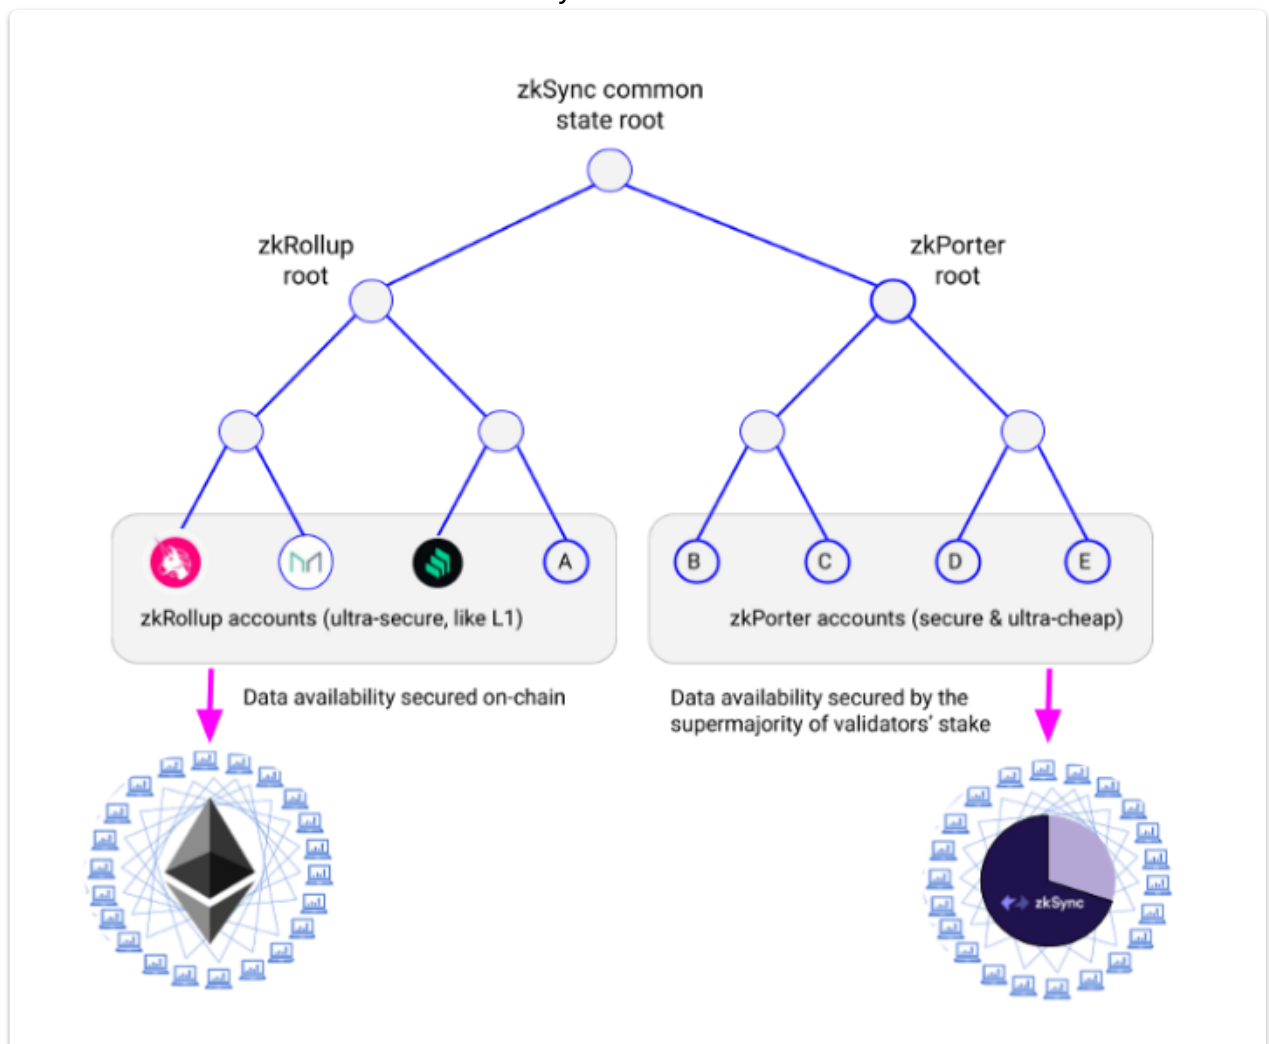 zkSync common
state root
zkRollup
root
zkPorter
root
A
B
C
D
E
zkRollup accounts (ultra-secure, like L1)
zkPorter accounts (secure & ultra-cheap)
Data availability secured on-chain
Data availability secured by the
supermajority of validators’ stake
zkSync